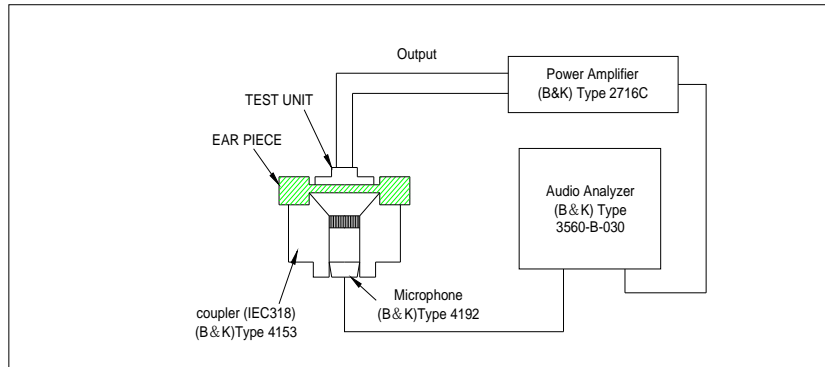 Output
Power Amplifier
(B&K) Type 2716C
TEST UNIT
EAR PIECE
Audio Analyzer
(B&K) Type
3560-B-030
Microphone
(B&K)Type 4192
coupler (IEC318)
(B&K)Type 4153